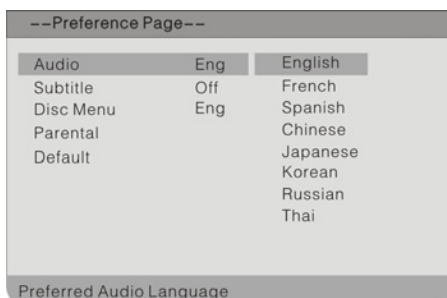 --Preference Page--
Audio Eng English
Subtitle Off French
Disc Menu Eng Spanish
Parental Chinese
Default Japanese
Korean
Russian
Thai
Preferred Audio Language